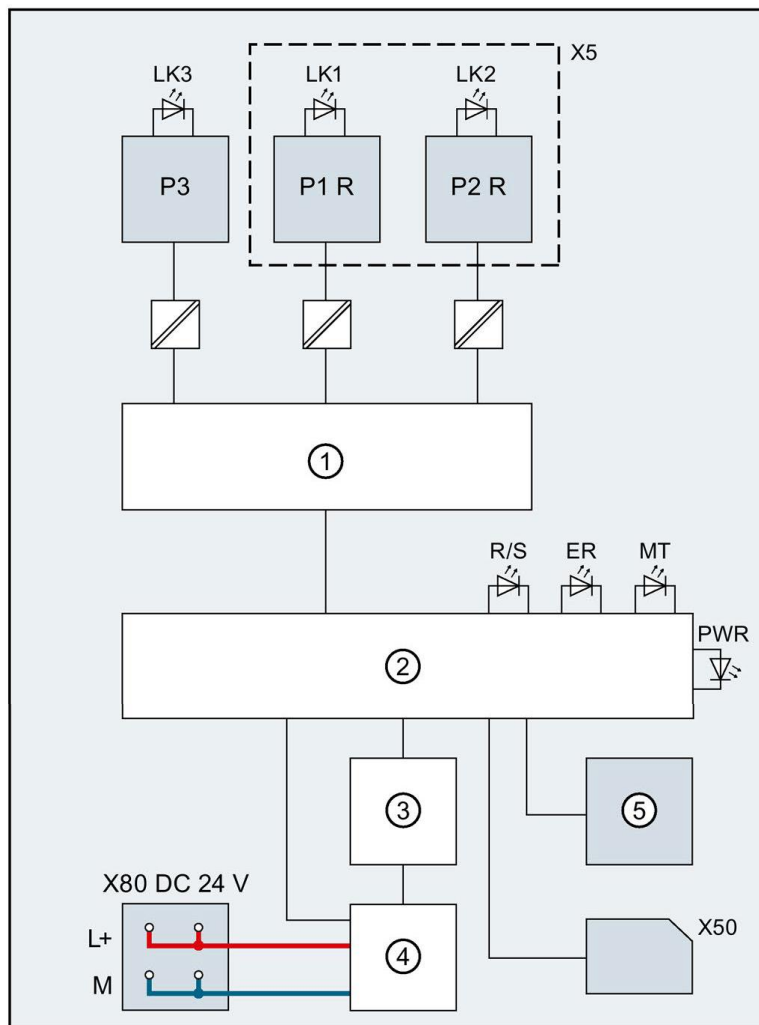 X5
LK3 LK1 LK2
P3 P1 R P2 R
1
R/S ER MT
PWR
2
3 5
X80 DC 24 V
X50
L+
4
M